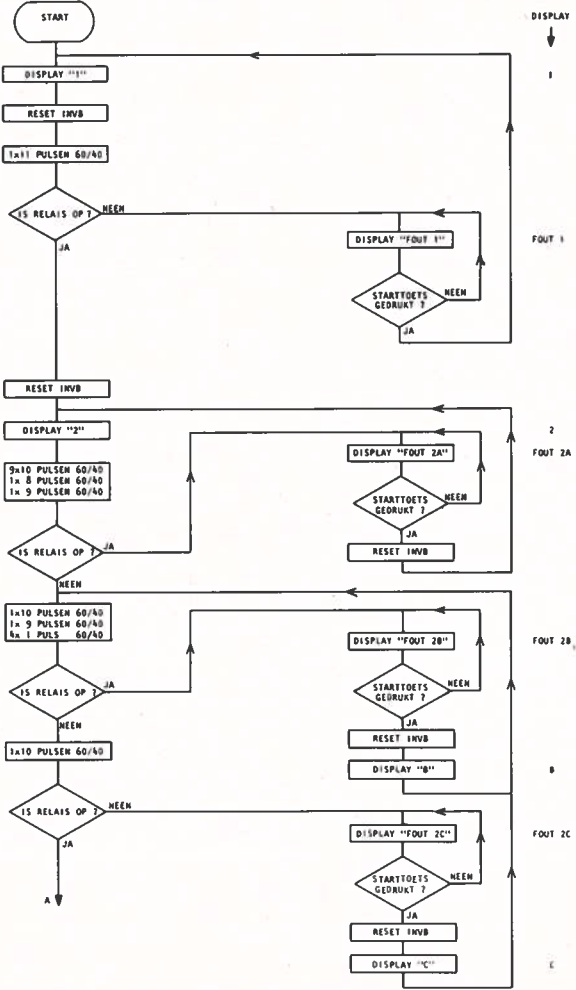 START
DISPLAY
DISPLAY "1"
1
RESET INVB
1x11 PULSEN 60/40
IS RELAIS OP ?
NEEN
JA
DISPLAY "FOUT 1"
FOUT 1
STARTTOETS
GEDRUKT ?
NEEN
JA
RESET INVB
DISPLAY "2"
2
DISPLAY "FOUT 2A"
FOUT 2A
9x10 PULSEN 60/40
1x 8 PULSEN 60/40
1x 9 PULSEN 60/40
STARTTOETS
GEDRUKT ?
NEEN
JA
RESET INVB
IS RELAIS OP ?
JA
NEEN
1x10 PULSEN 60/40
1x 9 PULSEN 60/40
4x 1 PULS 60/40
DISPLAY "FOUT 2B"
FOUT 2B
IS RELAIS OP ?
JA
NEEN
STARTTOETS
GEDRUKT ?
NEEN
JA
RESET INVB
1x10 PULSEN 60/40
DISPLAY "B"
B
IS RELAIS OP ?
NEEN
JA
DISPLAY "FOUT 2C"
FOUT 2C
STARTTOETS
GEDRUKT ?
NEEN
JA
A
RESET INVB
DISPLAY "C"
C